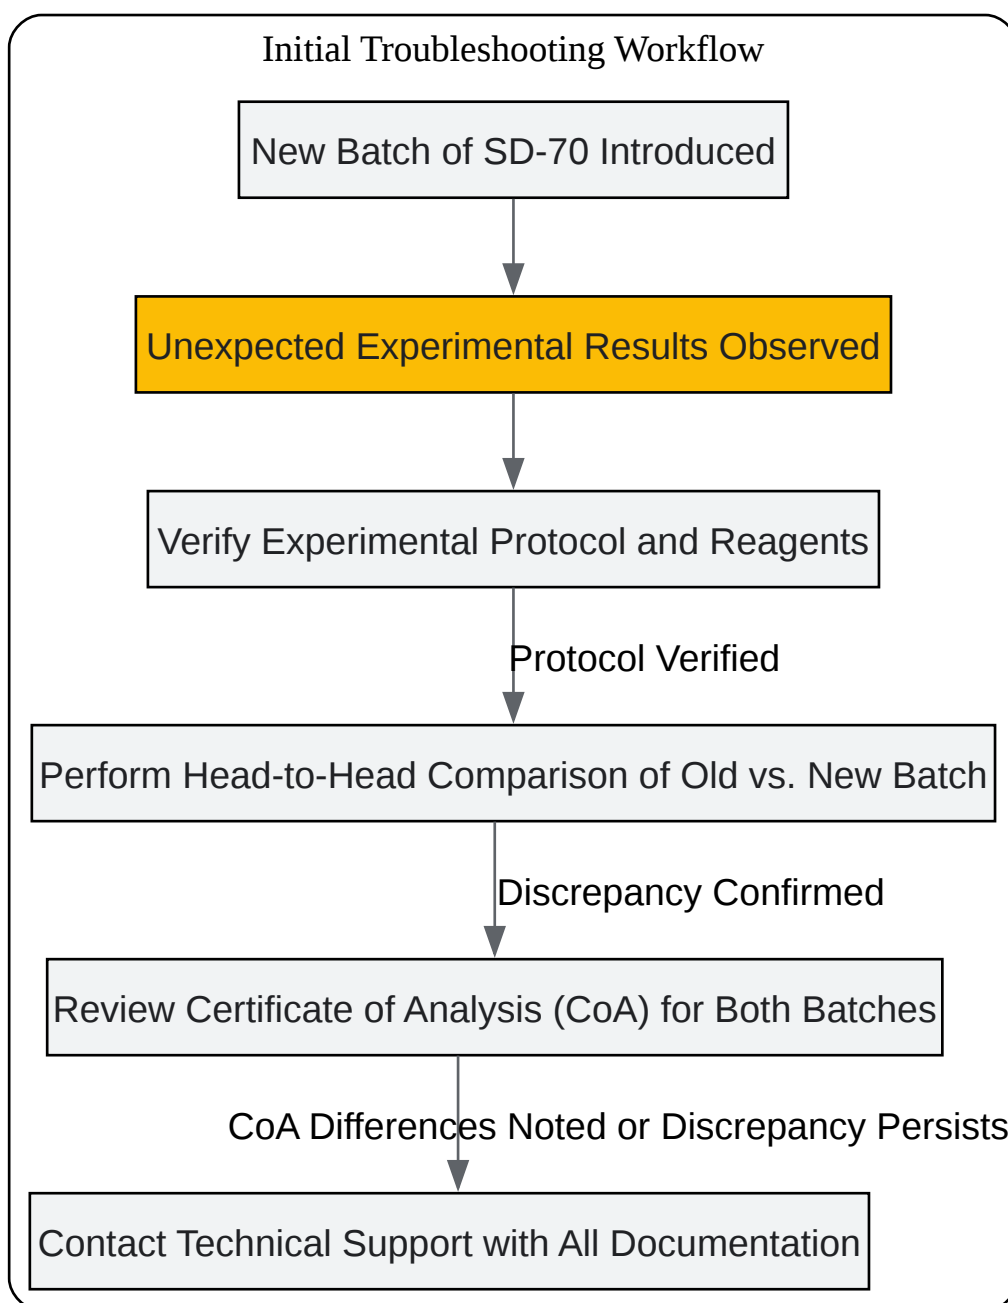 Initial Troubleshooting Workflow
New Batch of SD-70 Introduced
Unexpected Experimental Results Observed
Verify Experimental Protocol and Reagents
Protocol Verified
Perform Head-to-Head Comparison of Old vs. New Batch
Discrepancy Confirmed
Review Certificate of Analysis (CoA) for Both Batches
CoA Differences Noted or Discrepancy Persists
Contact Technical Support with All Documentation